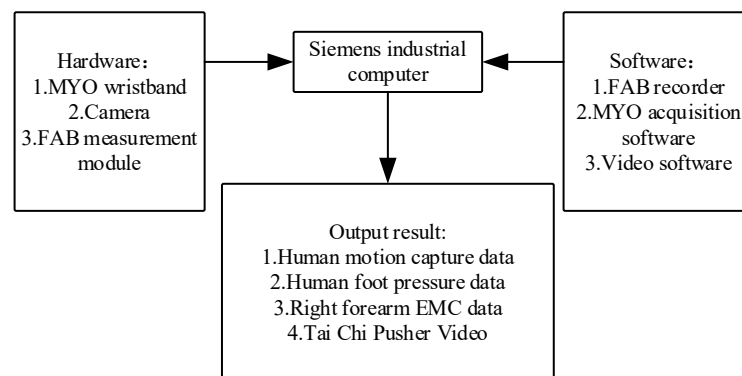 Hardware：
1.MYO wristband
2.Camera
3.FAB measurement
module
Siemens industrial
computer
Software：
1.FAB recorder
2.MYO acquisition
software
3.Video software
Output result:
1.Human motion capture data
2.Human foot pressure data
3.Right forearm EMC data
4.Tai Chi Pusher Video